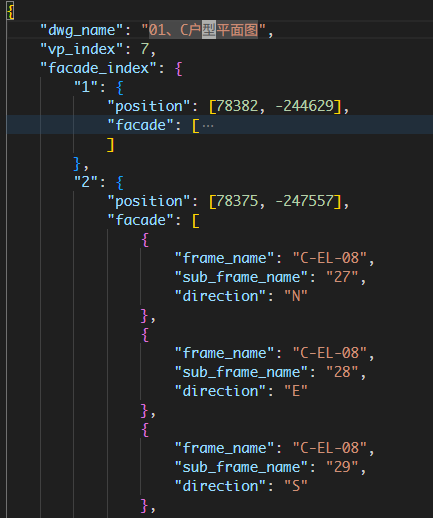 {
"dwg_name": "01、C户型平面图",
"vp_index": 7,
"facade_index": {
"1": {
"position": [78382, -244629],
"facade": [ ⋯
]
},
"2": {
"position": [78375, -247557],
"facade": [
{
"frame_name": "C-EL-08",
"sub_frame_name": "27",
"direction": "N"
},
{
"frame_name": "C-EL-08",
"sub_frame_name": "28",
"direction": "E"
},
{
"frame_name": "C-EL-08",
"sub_frame_name": "29",
"direction": "S"
},